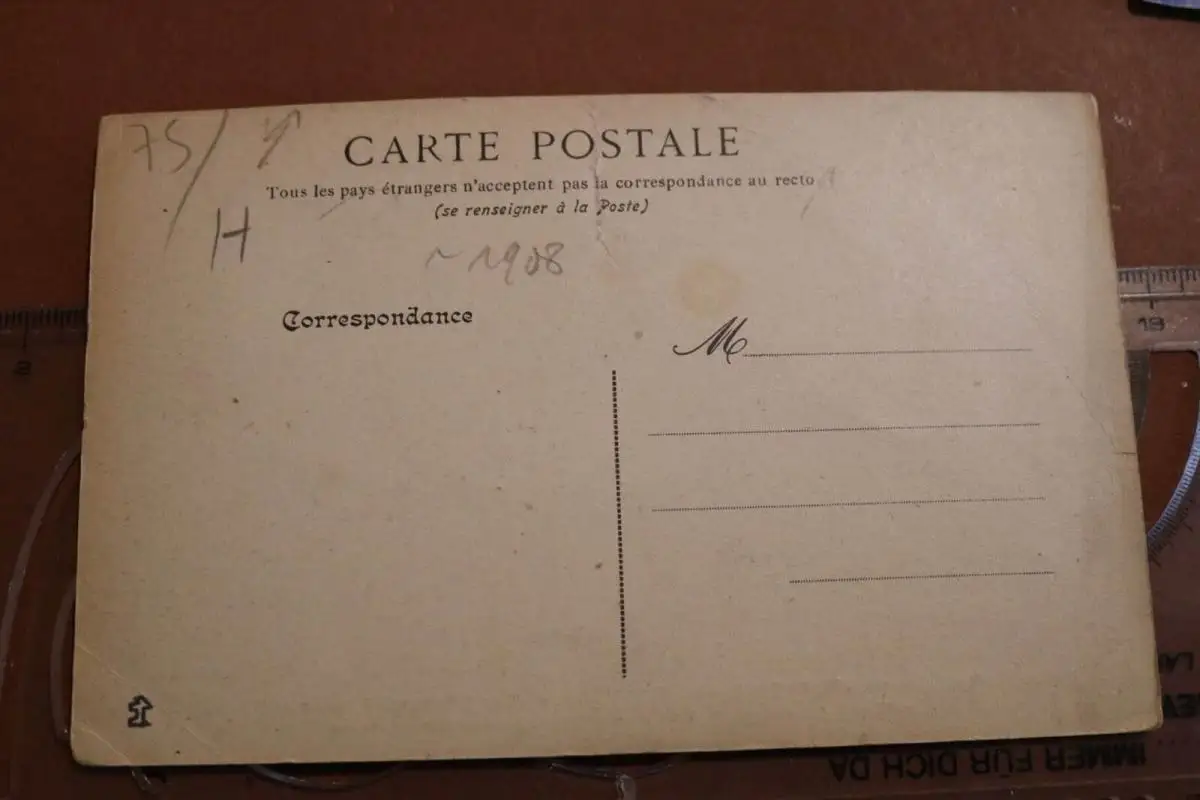 75/
CARTE POSTALE
Tous les pays étrangers n'acceptent pas la correspondance au recto
(se renseigner à la Poste)
H
~ 1908
Correspondance
M
19
IMMER FÜR DICH DA